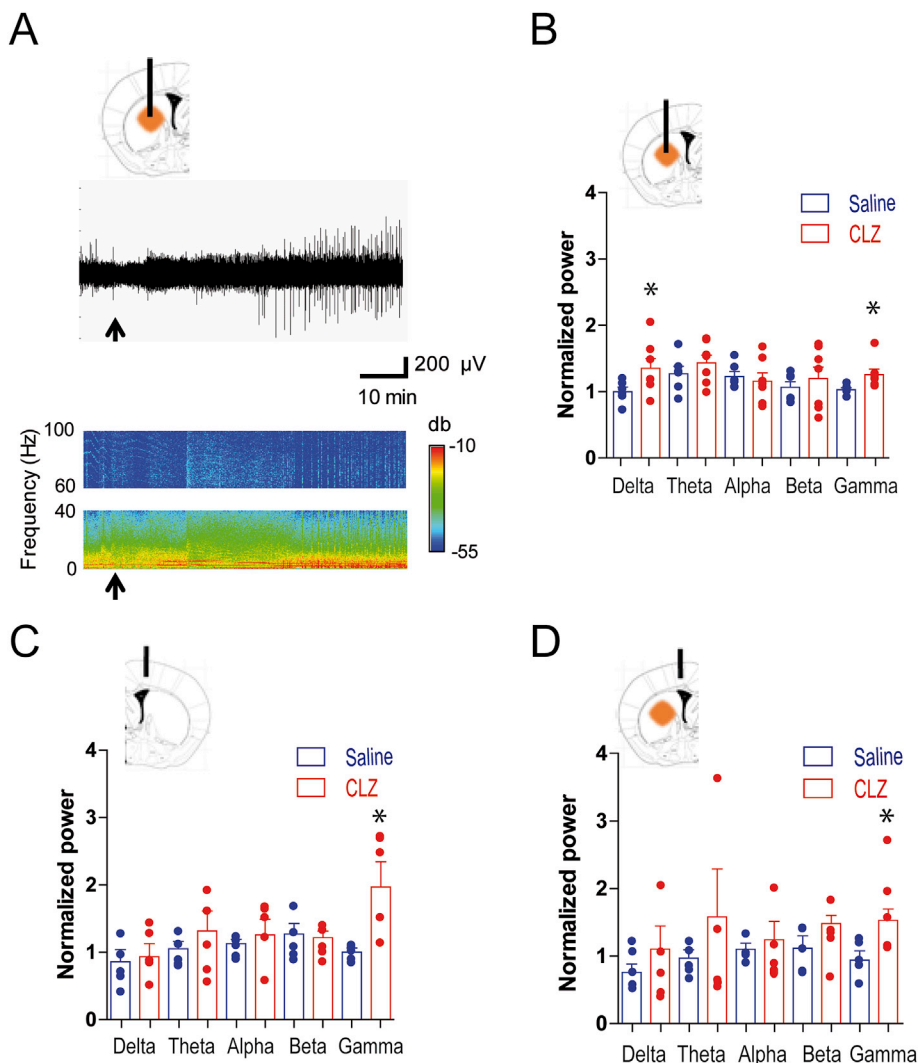 A
200 µV
10 min
db
100
-10
60
40
-55
0
Frequency (Hz)
B
4
3
2
1
0
Normalized power
Saline
CLZ
*
*
Delta Theta Alpha Beta Gamma
C
4
3
2
1
0
Normalized power
Saline
CLZ
*
Delta Theta Alpha Beta Gamma
D
4
3
2
1
0
Normalized power
Saline
CLZ
*
Delta Theta Alpha Beta Gamma